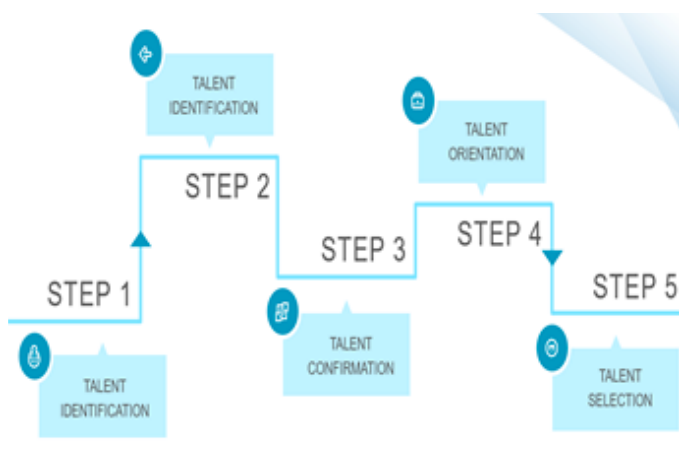 STEP 1
TALENT
IDENTIFICATION
TALENT
IDENTIFICATION
STEP 2
STEP 3
TALENT
CONFIRMATION
TALENT
ORIENTATION
STEP 4
STEP 5
TALENT
SELECTION